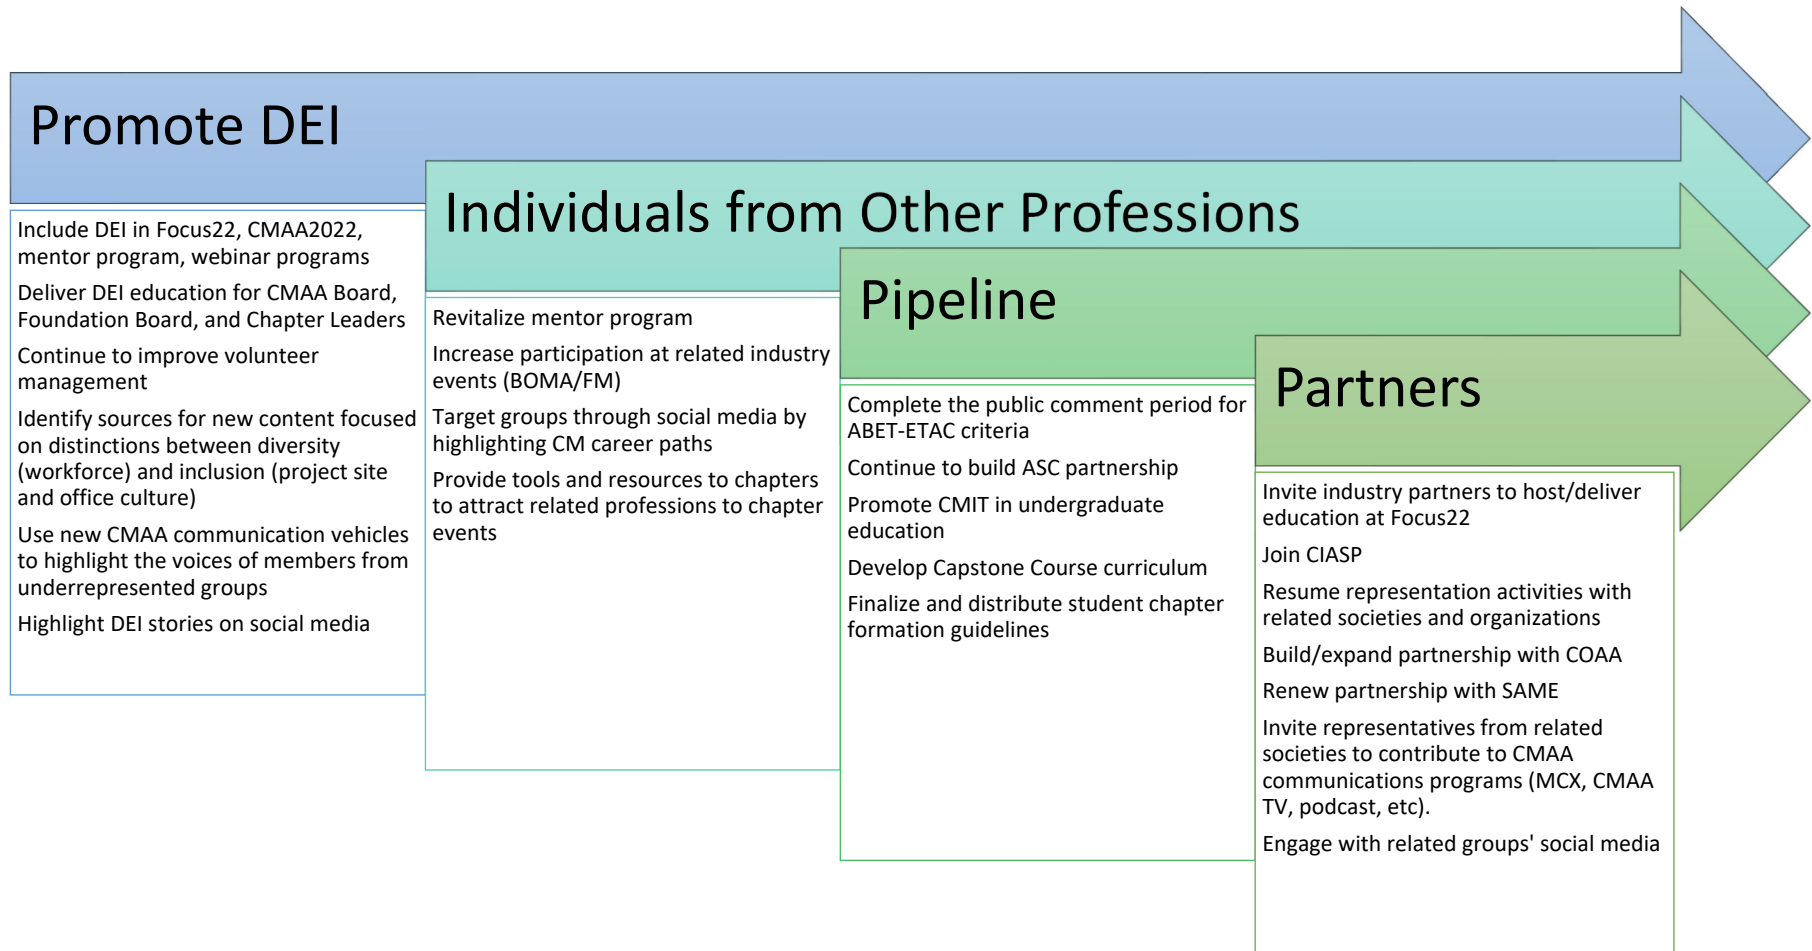 Promote DEI
Include DEI in Focus22, CMAA2022,
mentor program, webinar programs
Deliver DEI education for CMAA Board,
Foundation Board, and Chapter Leaders
Continue to improve volunteer
management
Identify sources for new content focused
on distinctions between diversity
(workforce) and inclusion (project site
and office culture)
Use new CMAA communication vehicles
to highlight the voices of members from
underrepresented groups
Highlight DEI stories on social media
Individuals from Other Professions
Revitalize mentor program
Increase participation at related industry
events (BOMA/FM)
Target groups through social media by
highlighting CM career paths
Provide tools and resources to chapters
to attract related professions to chapter
events
Pipeline
Complete the public comment period for
ABET-ETAC criteria
Continue to build ASC partnership
Promote CMIT in undergraduate
education
Develop Capstone Course curriculum
Finalize and distribute student chapter
formation guidelines
Partners
Invite industry partners to host/deliver
education at Focus22
Join CIASP
Resume representation activities with
related societies and organizations
Build/expand partnership with COAA
Renew partnership with SAME
Invite representatives from related
societies to contribute to CMAA
communications programs (MCX, CMAA
TV, podcast, etc).
Engage with related groups' social media